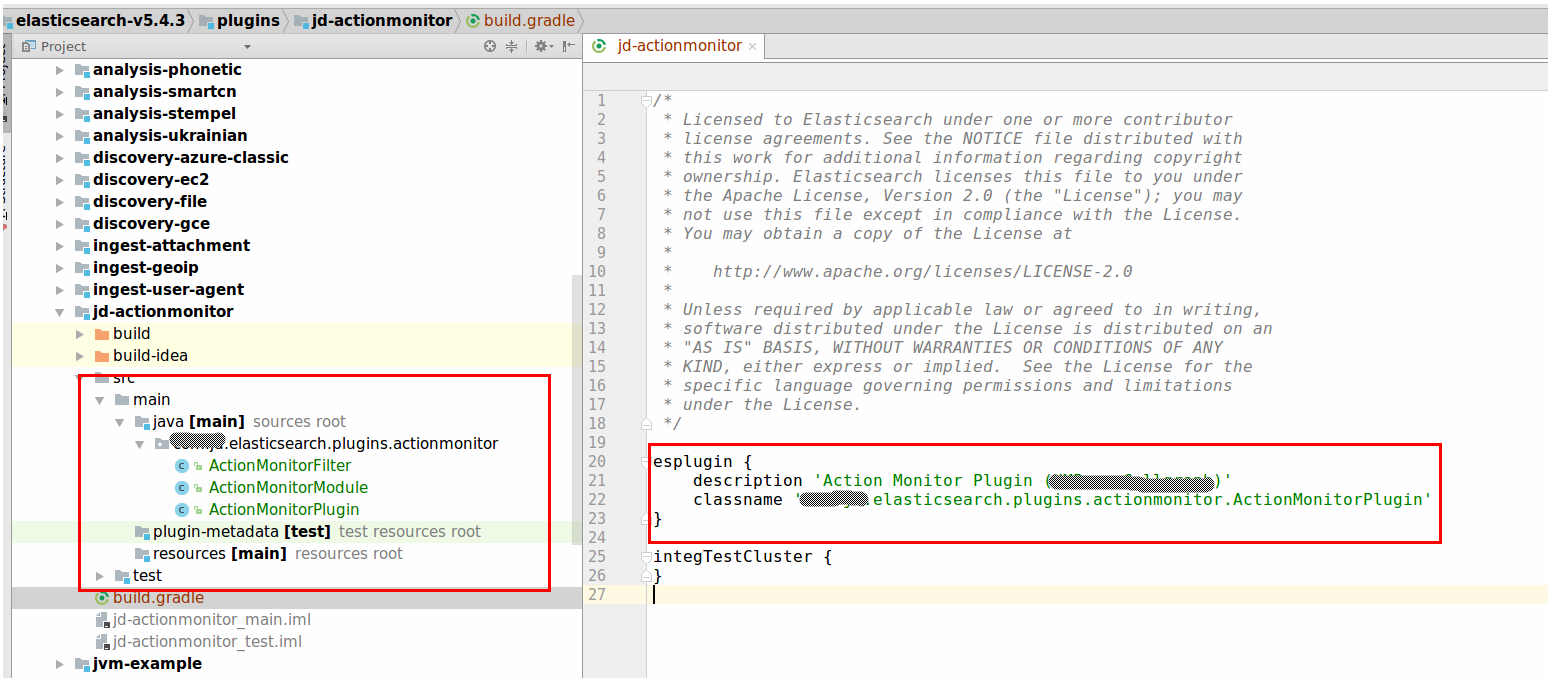 elasticsearch-v5.4.3 plugins jd-actionmonitor build.gradle
Project
jd-actionmonitor
analysis-phonetic
analysis-smartcn
analysis-stempel
analysis-ukrainian
discovery-azure-classic
discovery-ec2
discovery-file
discovery-gce
ingest-attachment
ingest-geoip
ingest-user-agent
jd-actionmonitor
build
build-idea
src
main
java [main] sources root
.elasticsearch.plugins.actionmonitor
ActionMonitorFilter
ActionMonitorModule
ActionMonitorPlugin
plugin-metadata [test] test resources root
resources [main] resources root
test
build.gradle
jd-actionmonitor_main.iml
jd-actionmonitor_test.iml
jvm-example
1 /*
2 * Licensed to Elasticsearch under one or more contributor
3 * license agreements. See the NOTICE file distributed with
4 * this work for additional information regarding copyright
5 * ownership. Elasticsearch licenses this file to you under
6 * the Apache License, Version 2.0 (the "License"); you may
7 * not use this file except in compliance with the License.
8 * You may obtain a copy of the License at
9 *
10 *    http://www.apache.org/licenses/LICENSE-2.0
11 *
12 * Unless required by applicable law or agreed to in writing,
13 * software distributed under the License is distributed on an
14 * "AS IS" BASIS, WITHOUT WARRANTIES OR CONDITIONS OF ANY
15 * KIND, either express or implied.  See the License for the
16 * specific language governing permissions and limitations
17 * under the License.
18 */
19
20 esplugin {
21 description 'Action Monitor Plugin ( )'
22 classname ' .elasticsearch.plugins.actionmonitor.ActionMonitorPlugin'
23 }
24
25 integTestCluster {
26 }
27